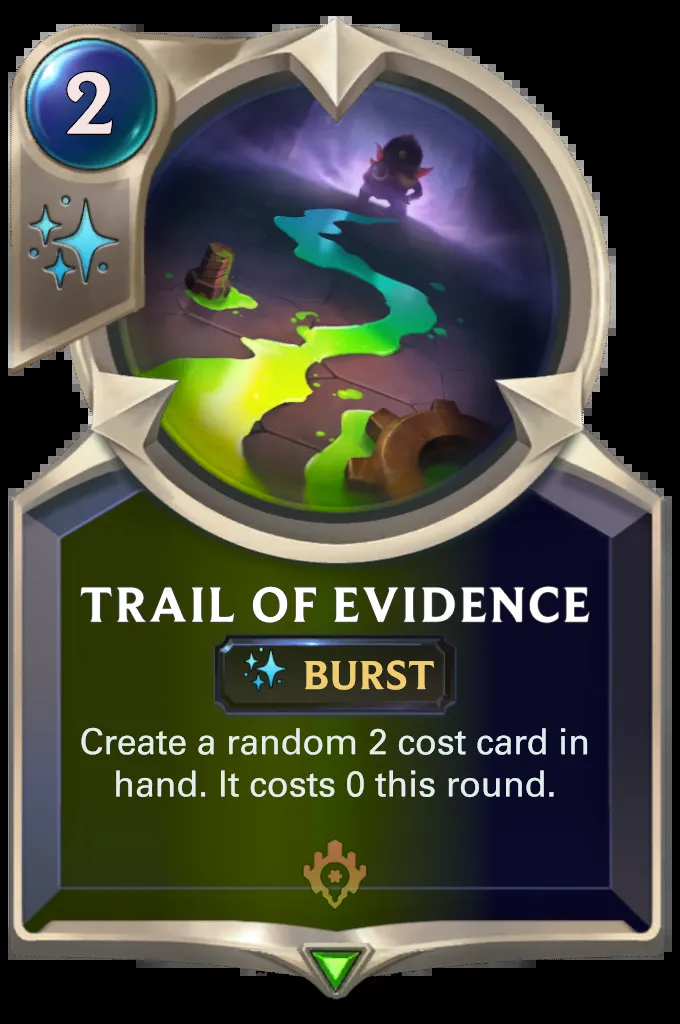 2
TRAIL OF EVIDENCE
BURST
Create a random 2 cost card in
hand. It costs 0 this round.